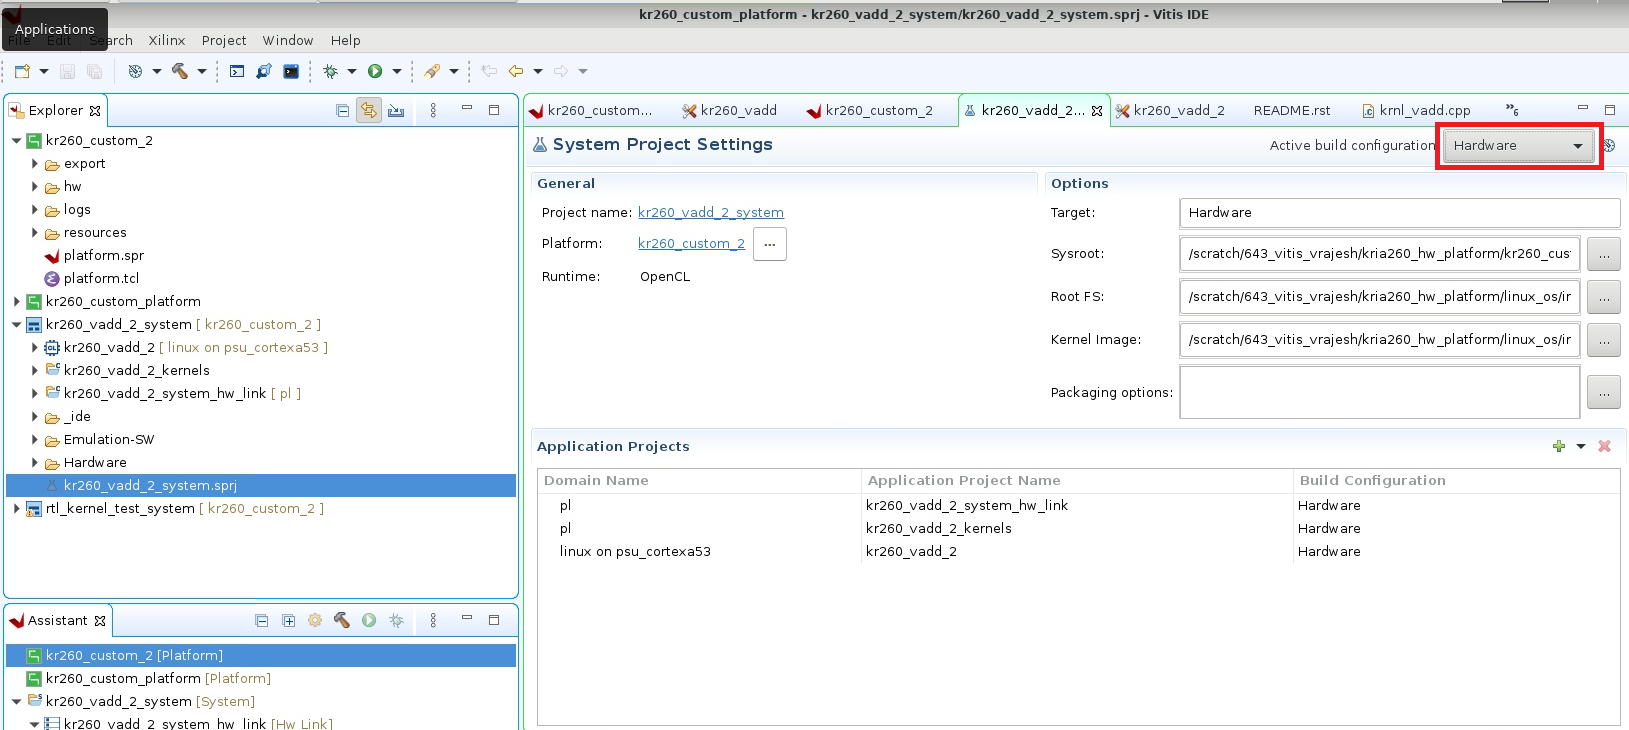 kr260_custom_platform - kr260_vadd_2_system/kr260_vadd_2_system.sprj - Vitis IDE
Applications
File Edit Search Xilinx Project Window Help
Explorer
kr260_custom_2
export
hw
logs
resources
platform.spr
platform.tcl
kr260_custom_platform
kr260_vadd_2_system [ kr260_custom_2 ]
kr260_vadd_2 [ linux on psu_cortexa53 ]
kr260_vadd_2_kernels
kr260_vadd_2_system_hw_link [ pl ]
_ide
Emulation-SW
Hardware
kr260_vadd_2_system.sprj
rtl_kernel_test_system [ kr260_custom_2 ]
Assistant
kr260_custom_2 [Platform]
kr260_custom_platform [Platform]
kr260_vadd_2_system [System]
kr260_vadd_2_system_hw_link [Hw Link]
kr260_custom... kr260_vadd kr260_custom_2 kr260_vadd_2... kr260_vadd_2 README.rst krnl_vadd.cpp »6
System Project Settings
Active build configuration Hardware
General
Project name: kr260_vadd_2_system
Platform: kr260_custom_2 ...
Runtime: OpenCL
Options
Target: Hardware
Sysroot: /scratch/643_vitis_vrajesh/kria260_hw_platform/kr260_cus ...
Root FS: /scratch/643_vitis_vrajesh/kria260_hw_platform/linux_os/ir ...
Kernel Image: /scratch/643_vitis_vrajesh/kria260_hw_platform/linux_os/ir ...
Packaging options: ...
Application Projects
Domain Name Application Project Name Build Configuration
pl kr260_vadd_2_system_hw_link Hardware
pl kr260_vadd_2_kernels Hardware
linux on psu_cortexa53 kr260_vadd_2 Hardware